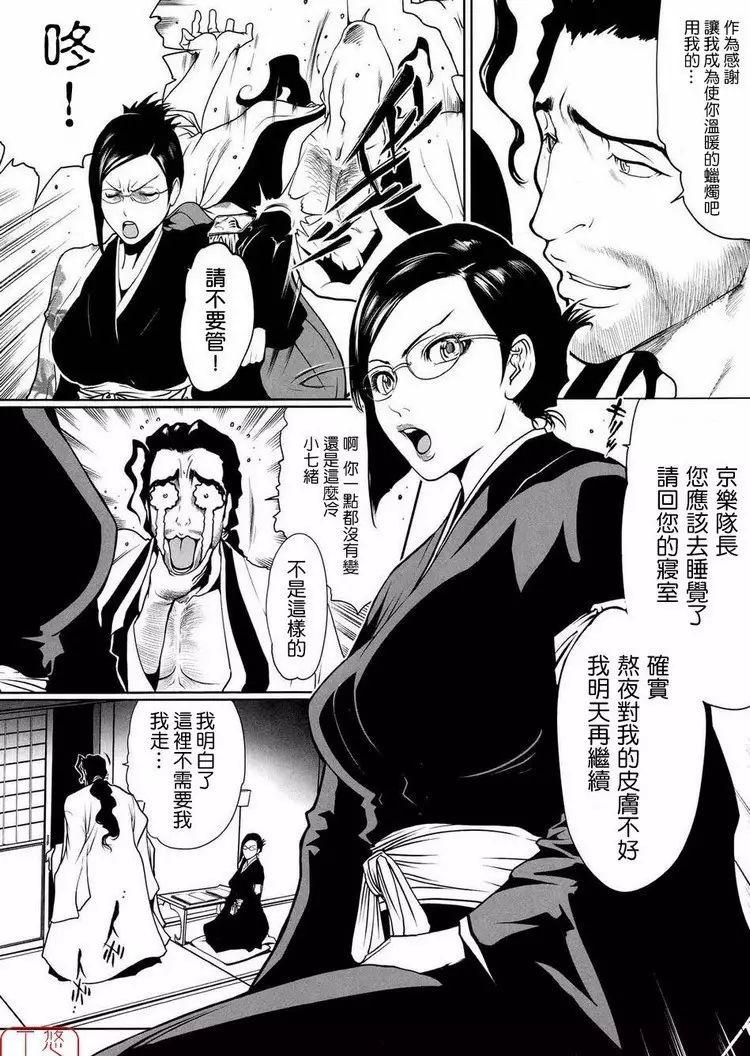 作為感謝
讓我成為使你溫暖的蠟燭吧
用我的…
咚！
請不要管！
京樂隊長
您應該去睡覺了
請回您的寢室
確實
熬夜對我的皮膚不好
我明天再繼續
啊 你一點都沒有變
還是這麼冷
小七緒
不是這樣的
我明白了
這裡不需要我
我走…